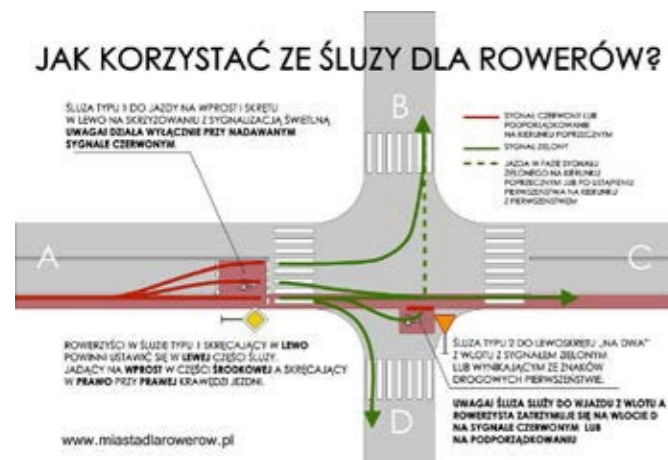 JAK KORZYSTAĆ ZE ŚLUZY DLA ROWERÓW?
ŚLUZA TYPU 1 DO JAZDY NA WPROST I SKRĘTU
W LEWO NA SKRZYŻOWANIU Z SYGNALIZACJĄ ŚWIETLNĄ
UWAGA! DZIAŁA WYŁĄCZNIE PRZY NADAWANYM
SYGNALE CZERWONYM
B
SYGNAŁ CZERWONY LUB
PODPORZĄDKOWANIE
NA KIERUNKU POPRZECZNYM
SYGNAŁ ZIELONY
JAZDA W FAZIE SYGNAŁU
ZIELONEGO NA KIERUNKU
POPRZECZNYM LUB PO USTĄPIENIU
PIERWSZEŃSTWA NA KIERUNKU
Z PIERWSZEŃSTWEM
A
C
ROWERZYŚCI W ŚLUZIE TYPU 1 SKRĘCAJĄCY W LEWO
POWINNI USTAWIĆ SIĘ W LEWEJ CZĘŚCI ŚLUZY.
JADĄCY NA WPROST W CZĘŚCI ŚRODKOWEJ A SKRĘCAJĄCY
W PRAWO PRZY PRAWEJ KRAWĘDZI JEZDNI.
ŚLUZA TYPU 2 DO LEWOSKRĘTU „NA DWA"
Z WLOTU Z SYGNAŁEM ZIELONYM
LUB WYNIKAJĄCYM ZE ZNAKÓW
DROGOWYCH PIERWSZEŃSTWIE.
UWAGA! ŚLUZA SŁUŻY DO WJAZDU Z WLOTU A
ROWERZYSTA ZATRZYMUJE SIĘ NA WLOCIE D
NA SYGNALE CZERWONYM LUB
NA PODPORZĄDKOWANIU
D
www.miastadlarowerow.pl